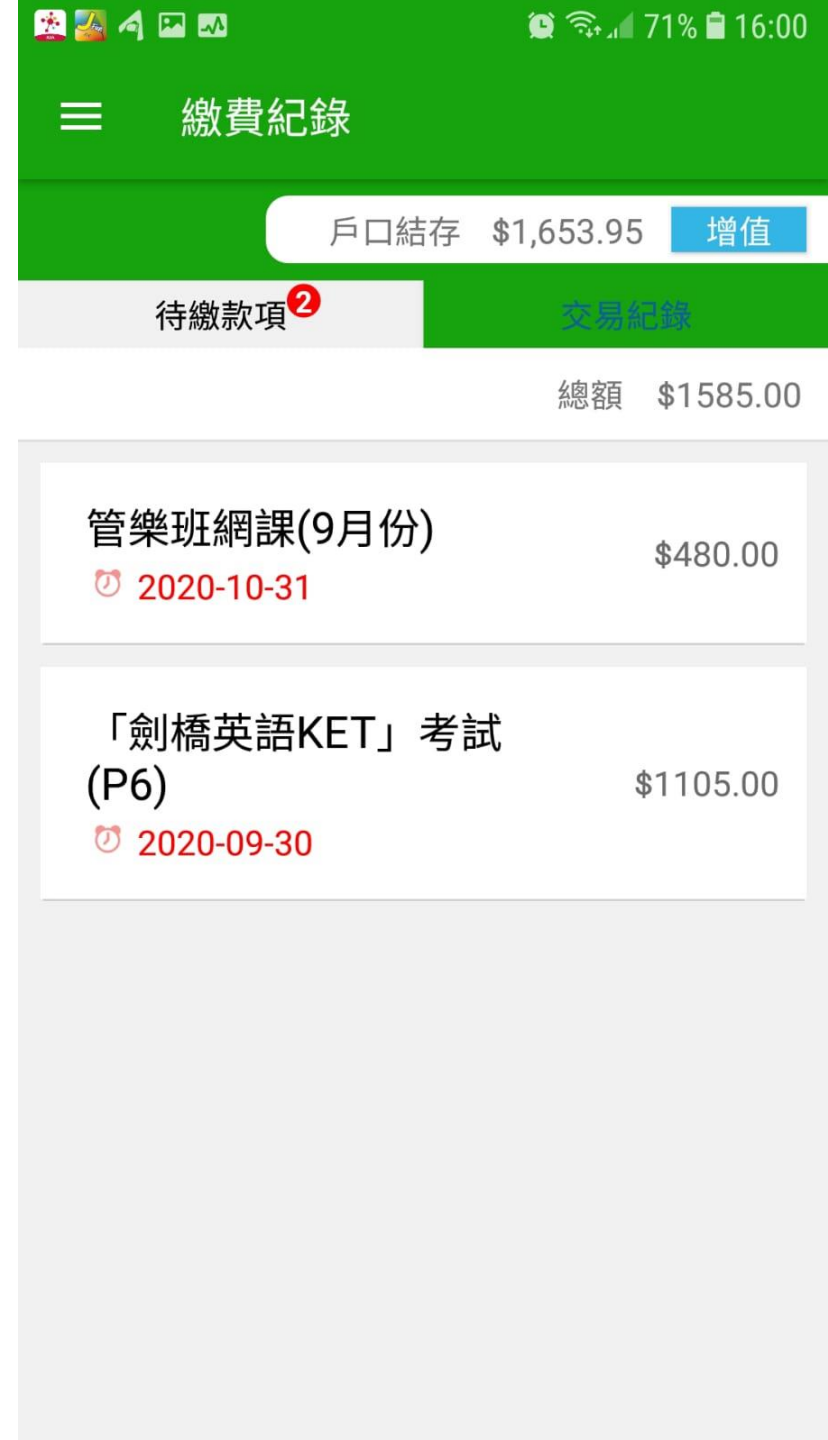 71% 16:00
繳費紀錄
戶口結存 $1,653.95 增值
待繳款項 2 交易紀錄
總額 $1585.00
管樂班網課(9月份)
$480.00
2020-10-31
「劍橋英語KET」考試
(P6)
$1105.00
2020-09-30